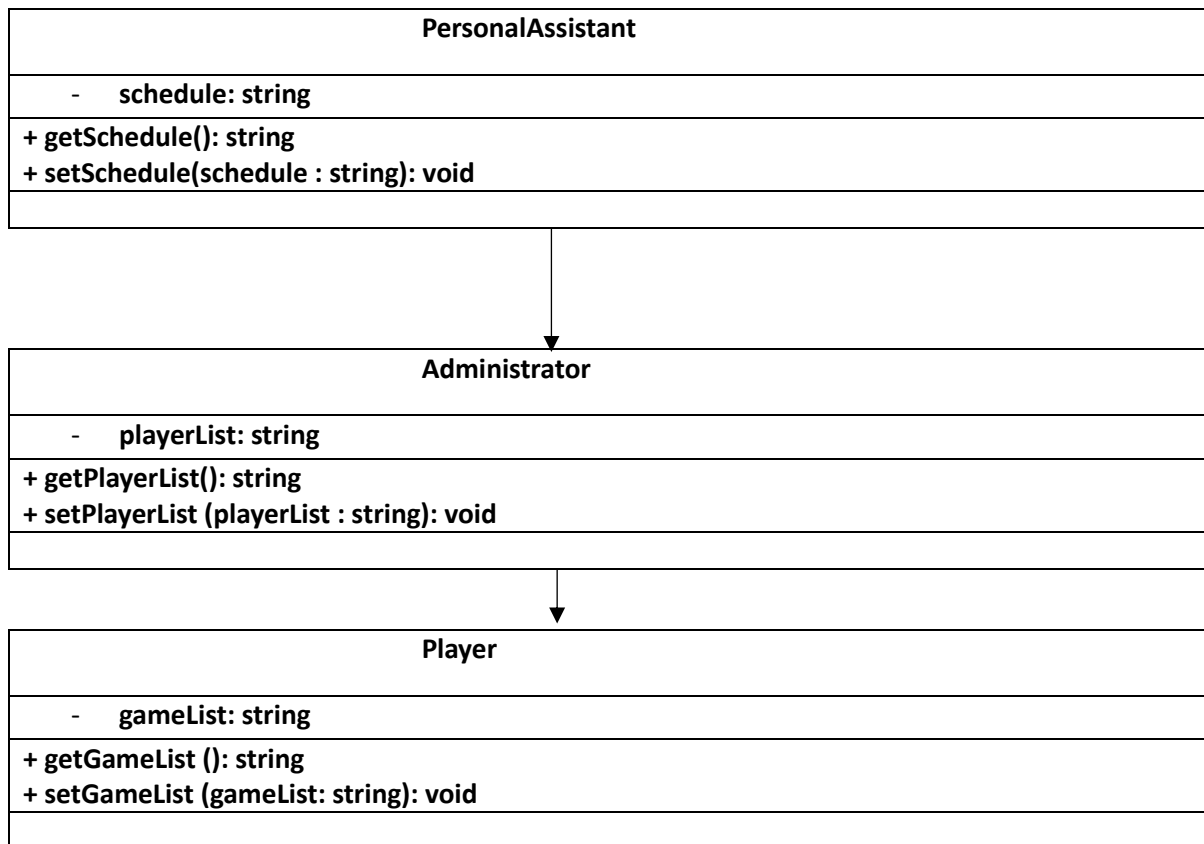 PersonalAssistant
- schedule: string
+ getSchedule(): string
+ setSchedule(schedule : string): void
Administrator
- playerList: string
+ getPlayerList(): string
+ setPlayerList (playerList : string): void
Player
- gameList: string
+ getGameList (): string
+ setGameList (gameList: string): void